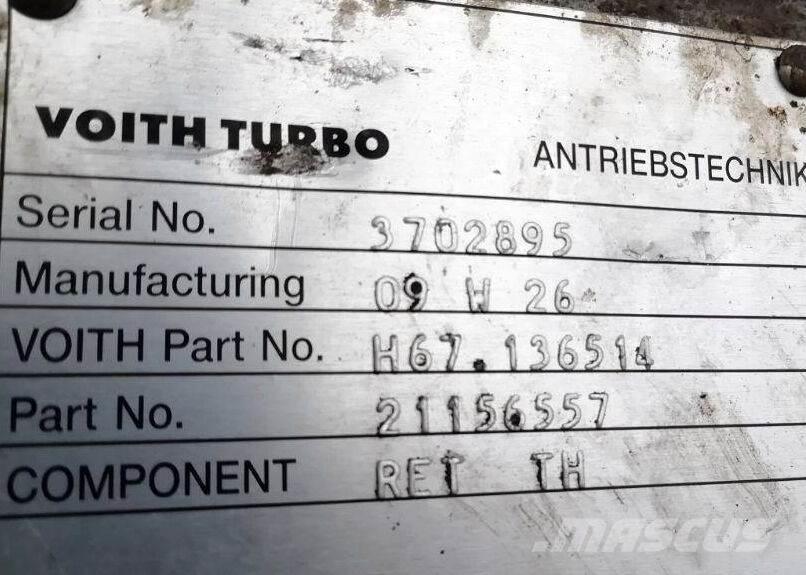 VOITH TURBO
ANTRIEBSTECHNIK
Serial No. 3702895
Manufacturing 09 W 26
VOITH Part No. H67.136514
Part No. 21156557
COMPONENT RET TH
MASCUS